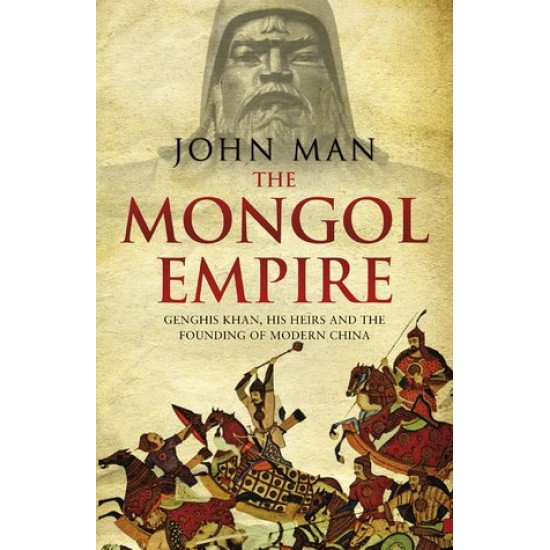 JOHN MAN
THE
MONGOL
EMPIRE
GENGHIS KHAN, HIS HEIRS AND THE
FOUNDING OF MODERN CHINA